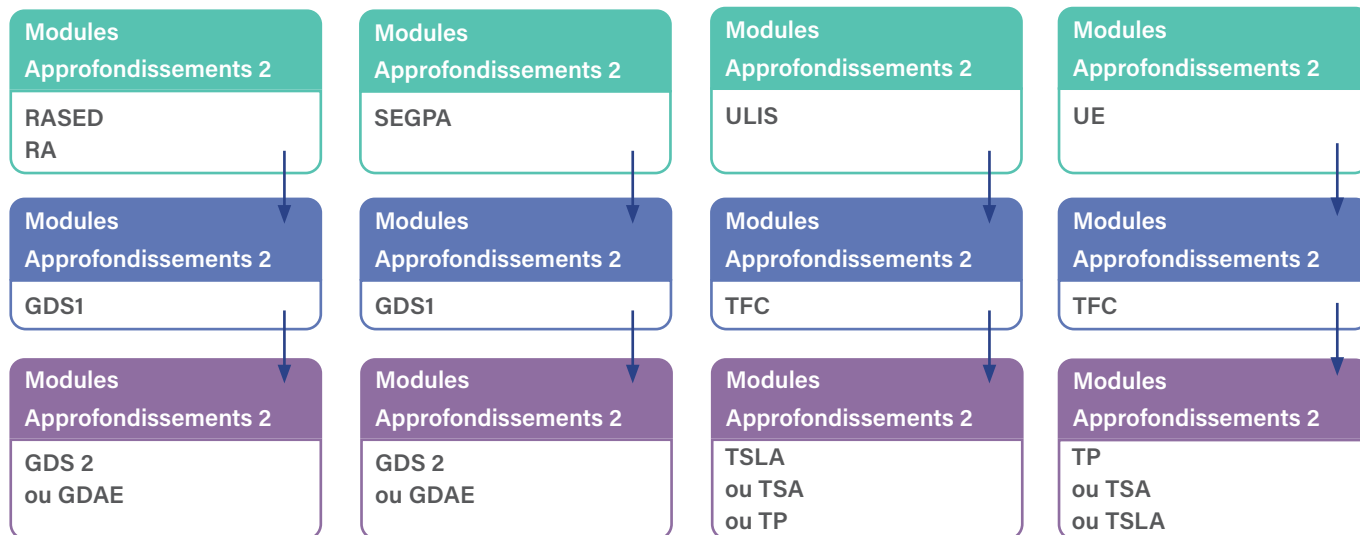 Modules
Approfondissements 2
RASED
RA
Modules
Approfondissements 2
SEGPA
Modules
Approfondissements 2
ULIS
Modules
Approfondissements 2
UE
Modules
Approfondissements 2
GDS1
Modules
Approfondissements 2
GDS1
Modules
Approfondissements 2
TFC
Modules
Approfondissements 2
TFC
Modules
Approfondissements 2
GDS 2
ou GDAE
Modules
Approfondissements 2
GDS 2
ou GDAE
Modules
Approfondissements 2
TSLA
ou TSA
ou TP
Modules
Approfondissements 2
TP
ou TSA
ou TSLA